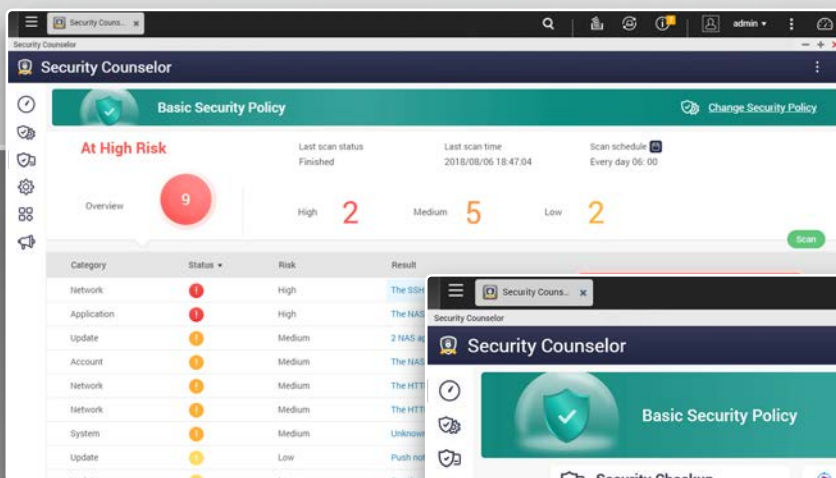 Security Couns...
admin
Security Counselor
Security Counselor
Basic Security Policy
Change Security Policy
At High Risk
Last scan status
Finished
Last scan time
2018/08/06 18:47:04
Scan schedule
Every day 06: 00
Overview
9
High 2
Medium 5
Low 2
Scan
Category Status Risk Result
Network High The SSH
Application High The NAS
Update Medium 2 NAS
Account Medium The NAS
Network Medium The HTT
Network Medium The HTT
System Medium Unknown
Update Low Push
Security Couns...
Security Counselor
Security Counselor
Basic Security Policy
Security Checkup